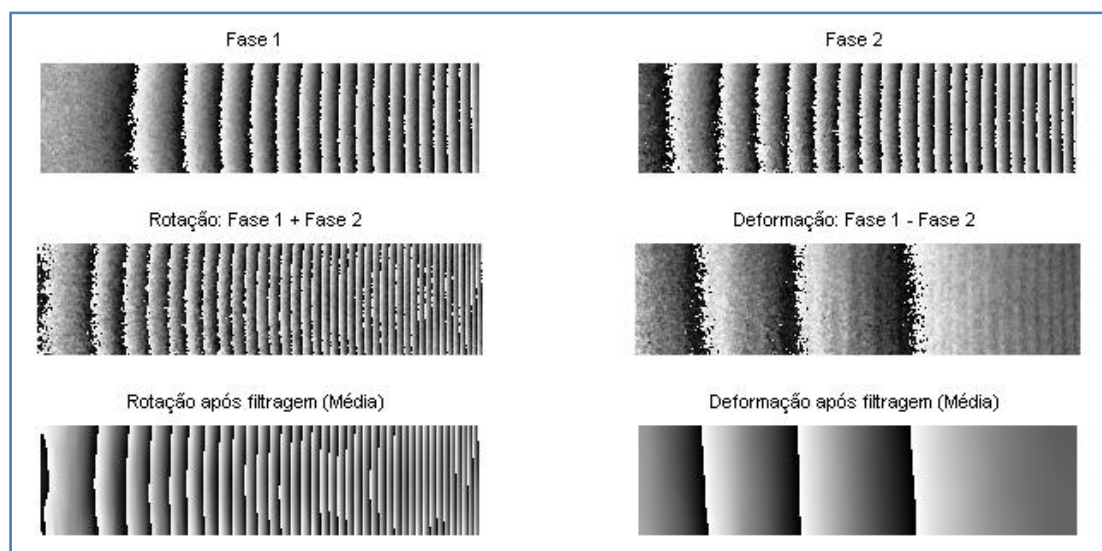 Fase 1
Fase 2
Rotação: Fase 1 + Fase 2
Deformação: Fase 1 - Fase 2
Rotação após filtragem (Média)
Deformação após filtragem (Média)